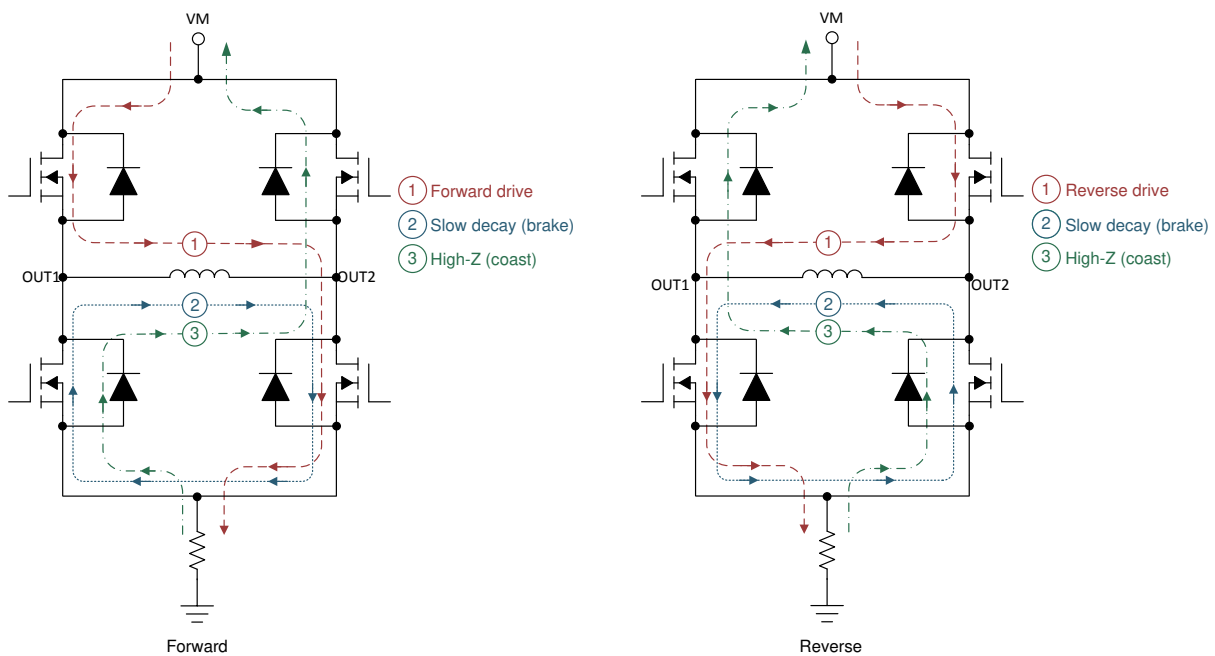 VM
1 Forward drive
2 Slow decay (brake)
3 High-Z (coast)
1
OUT1
OUT2
2
3
Forward
VM
1 Reverse drive
2 Slow decay (brake)
3 High-Z (coast)
1
OUT1
OUT2
2
3
Reverse